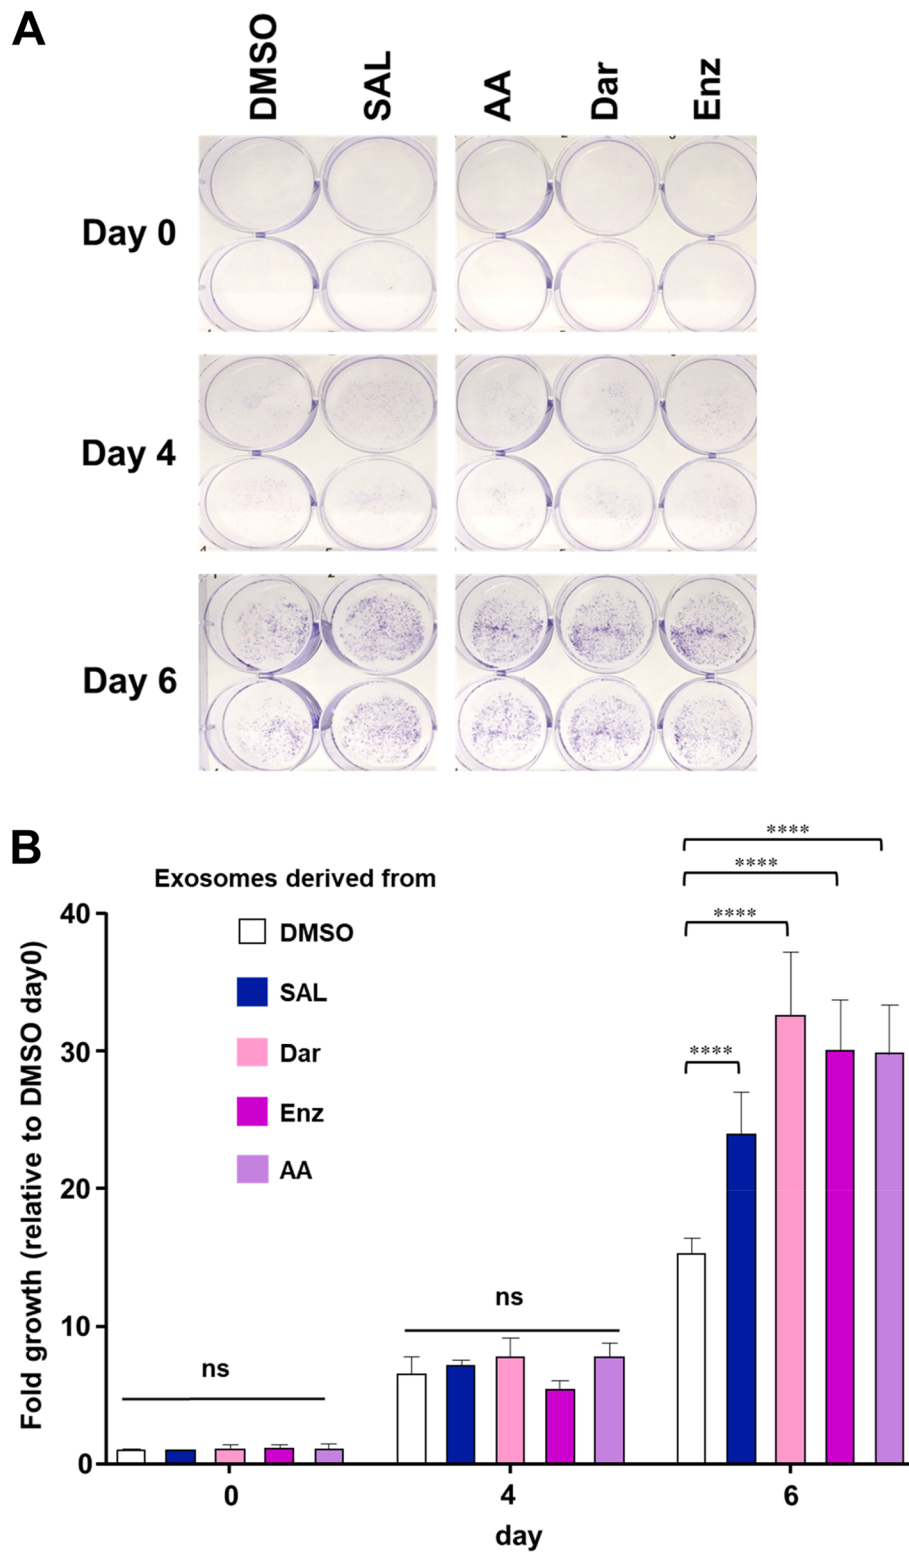 A
DMSO
SAL
AA
Dar
Enz
Day 0
Day 4
Day 6
B
Exosomes derived from
DMSO
SAL
Dar
Enz
AA
Fold growth (relative to DMSO day0)
40
30
20
10
0
ns
ns
****
****
****
****
0
4
6
day